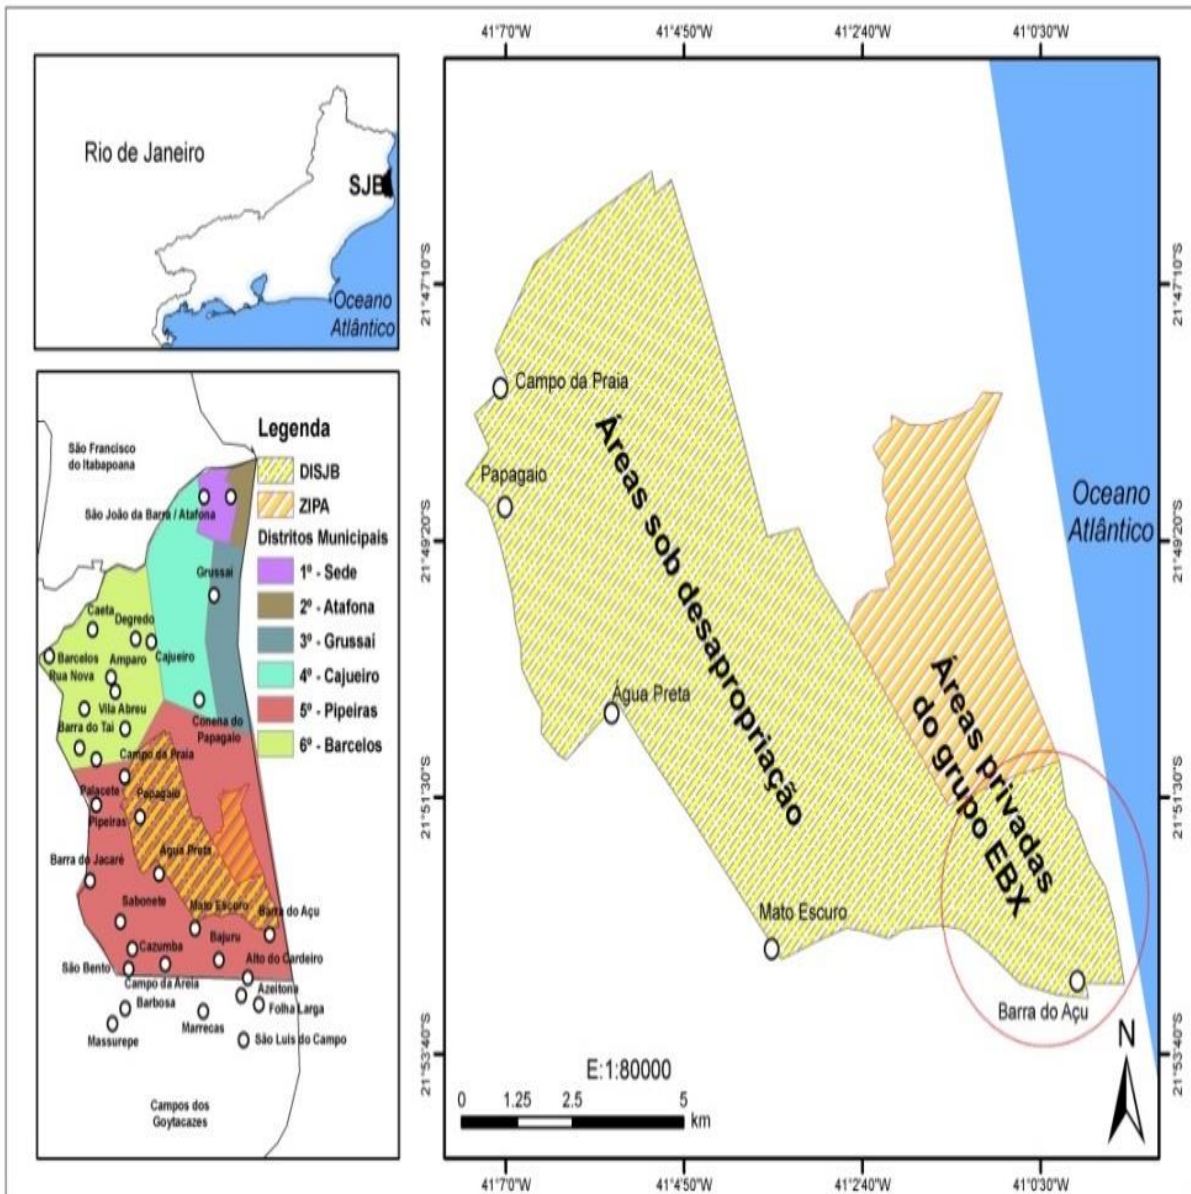 Rio de Janeiro
SJB
Oceano
Atlântico
São Francisco
do Itabapoana
São João da Barra / Atafona
Grussai
Caeta
Degredo
Barcelos
Amparo
Cajueiro
Rua Nova
Vila Abreu
Barra do Tai
Conena do
Papagaio
Campo da Praia
Palacete
Papagaio
Pipeiras
Barra do Jacaré
Água Preta
Sabonete
Mato Escuro
Barra do Açu
Cazumba
Bajuru
São Bento
Alto do Cardeiro
Campo da Areia
Azeitona
Barbosa
Folha Larga
Massurepe
Marrecas
São Luis do Campo
Campos dos
Goytacazes
Legenda
DISJB
ZIPA
Distritos Municipais
1º - Sede
2º - Atafona
3º - Grussai
4º - Cajueiro
5º - Pipeiras
6º - Barcelos
41°7'0"W 41°4'50"W 41°2'40"W 41°0'30"W
21°47'10"S
21°49'20"S
21°51'30"S
21°53'40"S
Campo da Praia
Papagaio
Áreas sob desapropriação
Água Preta
Áreas privadas
do grupo EBX
Oceano
Atlântico
Mato Escuro
Barra do Açu
E:1:80000
0 1.25 2.5 5
km
N
21°47'10"S
21°49'20"S
21°51'30"S
21°53'40"S
41°7'0"W 41°4'50"W 41°2'40"W 41°0'30"W